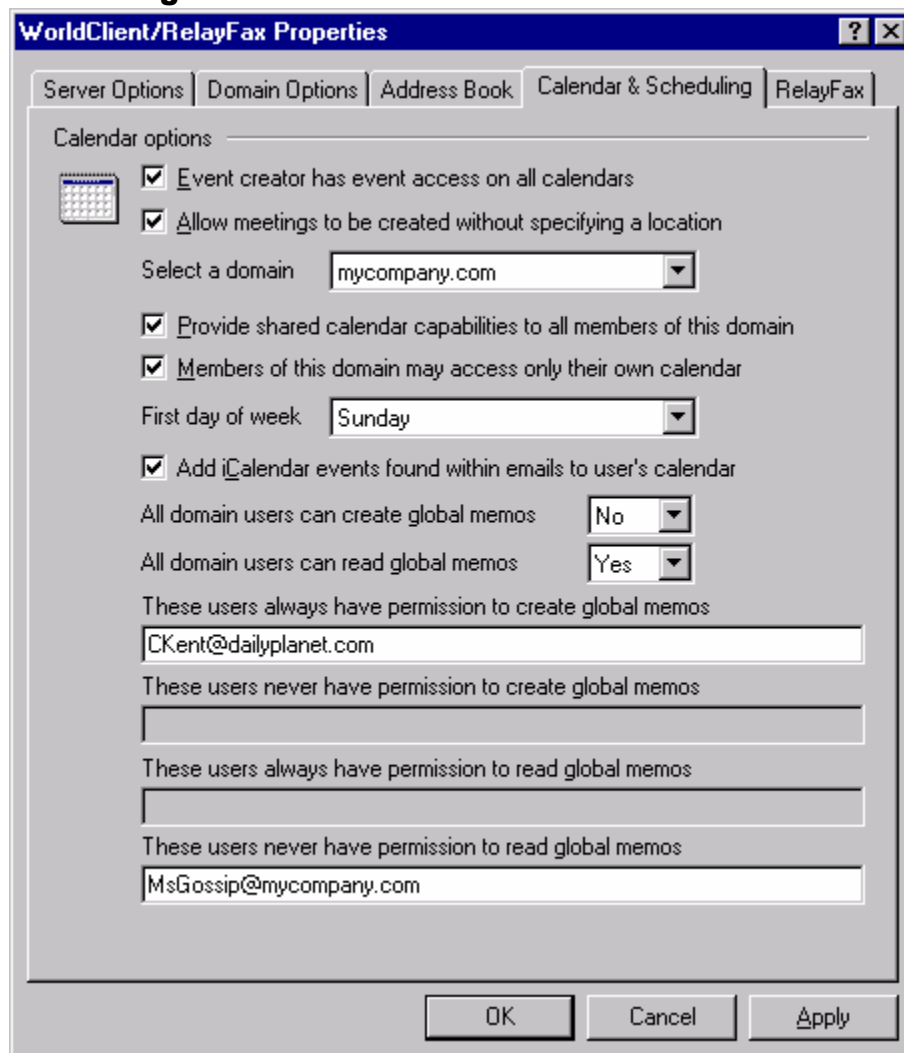 WorldClient/RelayFax Properties
Server Options Domain Options Address Book Calendar & Scheduling RelayFax
Calendar options
Event creator has event access on all calendars
Allow meetings to be created without specifying a location
Select a domain mycompany.com
Provide shared calendar capabilities to all members of this domain
Members of this domain may access only their own calendar
First day of week Sunday
Add iCalendar events found within emails to user's calendar
All domain users can create global memos No
All domain users can read global memos Yes
These users always have permission to create global memos
CKent@dailyplanet.com
These users never have permission to create global memos
These users always have permission to read global memos
These users never have permission to read global memos
MsGossip@mycompany.com
OK Cancel Apply